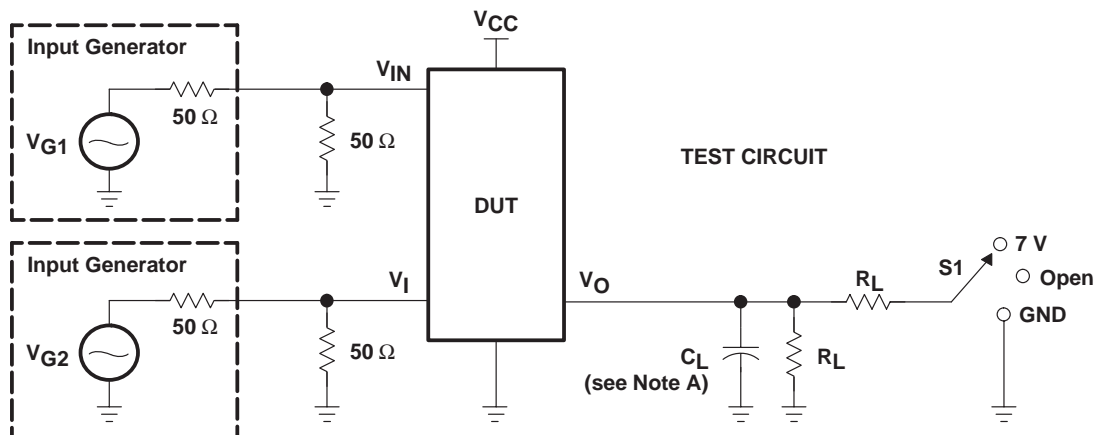 VCC
Input Generator
VIN
50 Ω
VG1
50 Ω
TEST CIRCUIT
DUT
Input Generator
VI
50 Ω
VG2
50 Ω
VO
CL
(see Note A)
RL
RL
S1
7 V
Open
GND